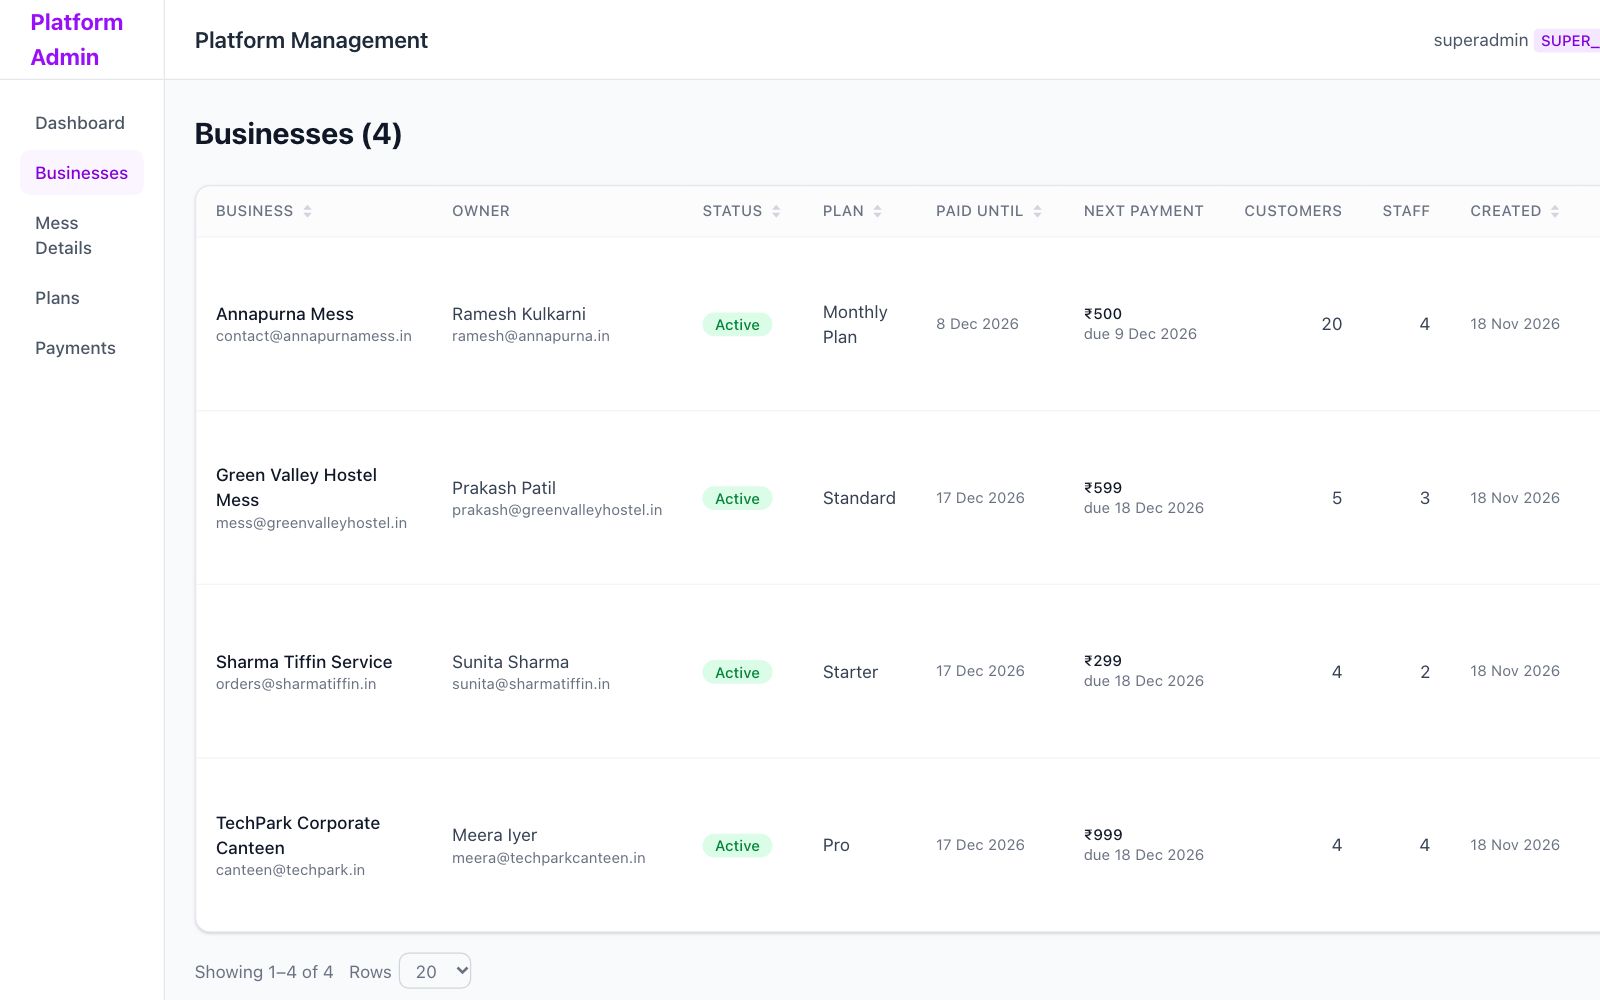 Platform
Admin
Platform Management
superadmin SUPER_
Dashboard
Businesses
Mess
Details
Plans
Payments
Businesses (4)
BUSINESS OWNER STATUS PLAN PAID UNTIL NEXT PAYMENT CUSTOMERS STAFF CREATED
Annapurna Mess
contact@annapurnamess.in
Ramesh Kulkarni
ramesh@annapurna.in
Active
Monthly
Plan
8 Dec 2026
₹500
due 9 Dec 2026
20
4
18 Nov 2026
Green Valley Hostel
Mess
mess@greenvalleyhostel.in
Prakash Patil
prakash@greenvalleyhostel.in
Active
Standard
17 Dec 2026
₹599
due 18 Dec 2026
5
3
18 Nov 2026
Sharma Tiffin Service
orders@sharmatiffin.in
Sunita Sharma
sunita@sharmatiffin.in
Active
Starter
17 Dec 2026
₹299
due 18 Dec 2026
4
2
18 Nov 2026
TechPark Corporate
Canteen
canteen@techpark.in
Meera Iyer
meera@techparkcanteen.in
Active
Pro
17 Dec 2026
₹999
due 18 Dec 2026
4
4
18 Nov 2026
Showing 1–4 of 4 Rows 20